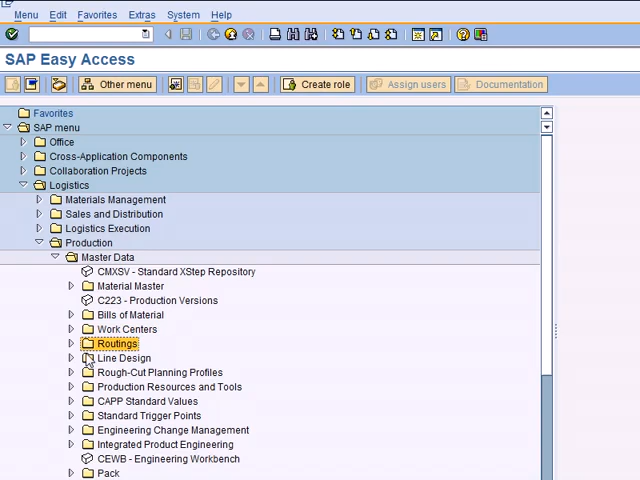 Menu Edit Favorites Extras System Help
SAP Easy Access
Other menu Create role Assign users Documentation
Favorites
SAP menu
Office
Cross-Application Components
Collaboration Projects
Logistics
Materials Management
Sales and Distribution
Logistics Execution
Production
Master Data
CMXSV - Standard XStep Repository
Material Master
C223 - Production Versions
Bills of Material
Work Centers
Routings
Line Design
Rough-Cut Planning Profiles
Production Resources and Tools
CAPP Standard Values
Standard Trigger Points
Engineering Change Management
Integrated Product Engineering
CEWB - Engineering Workbench
Pack